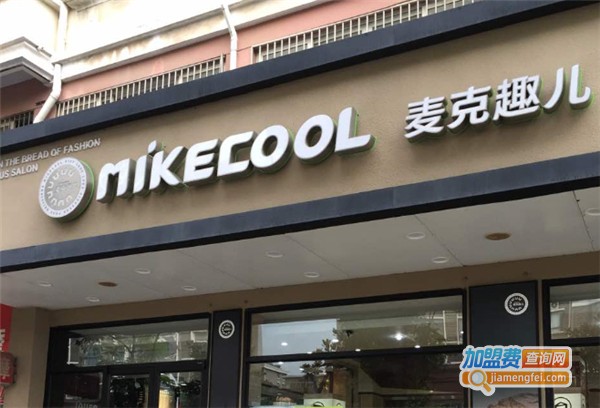 N THE BREAD OF FASHION
US SALON
MIKECOOL 麦克趣儿
加盟费查询网
jiamengfei.com